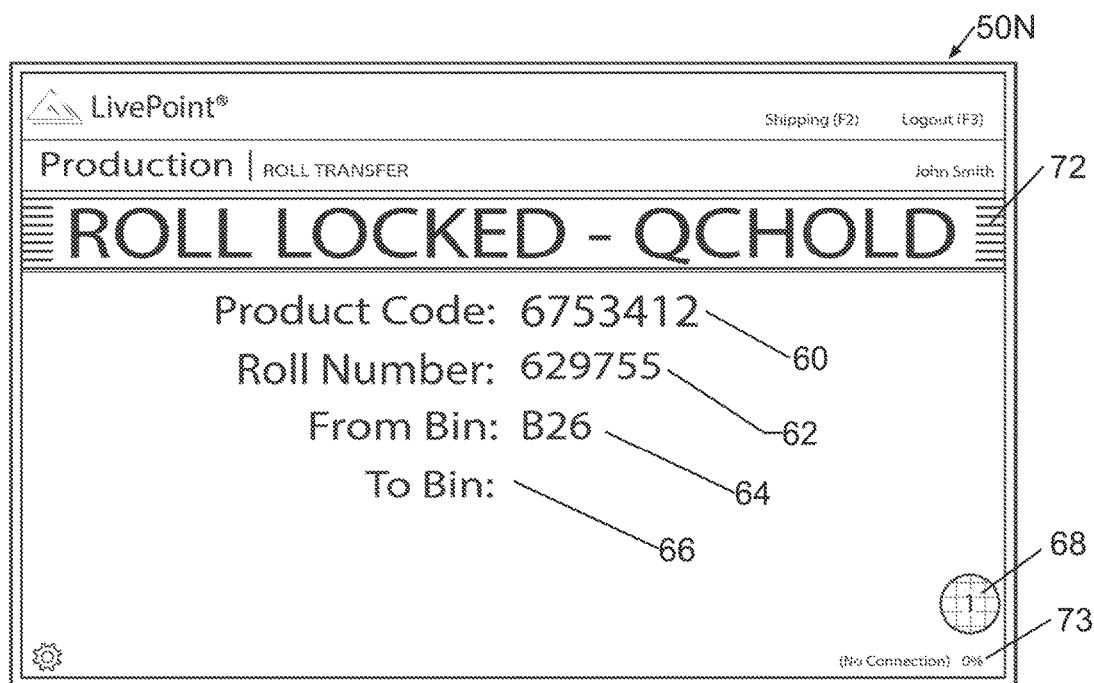 50N
LivePoint®
Shipping (F2) Logout (F3)
Production | ROLL TRANSFER John Smith
72
ROLL LOCKED - QCHOLD
Product Code: 6753412
60
Roll Number: 629755
62
From Bin: B26
64
To Bin:
66
68
1
73
(No Connection) 0%